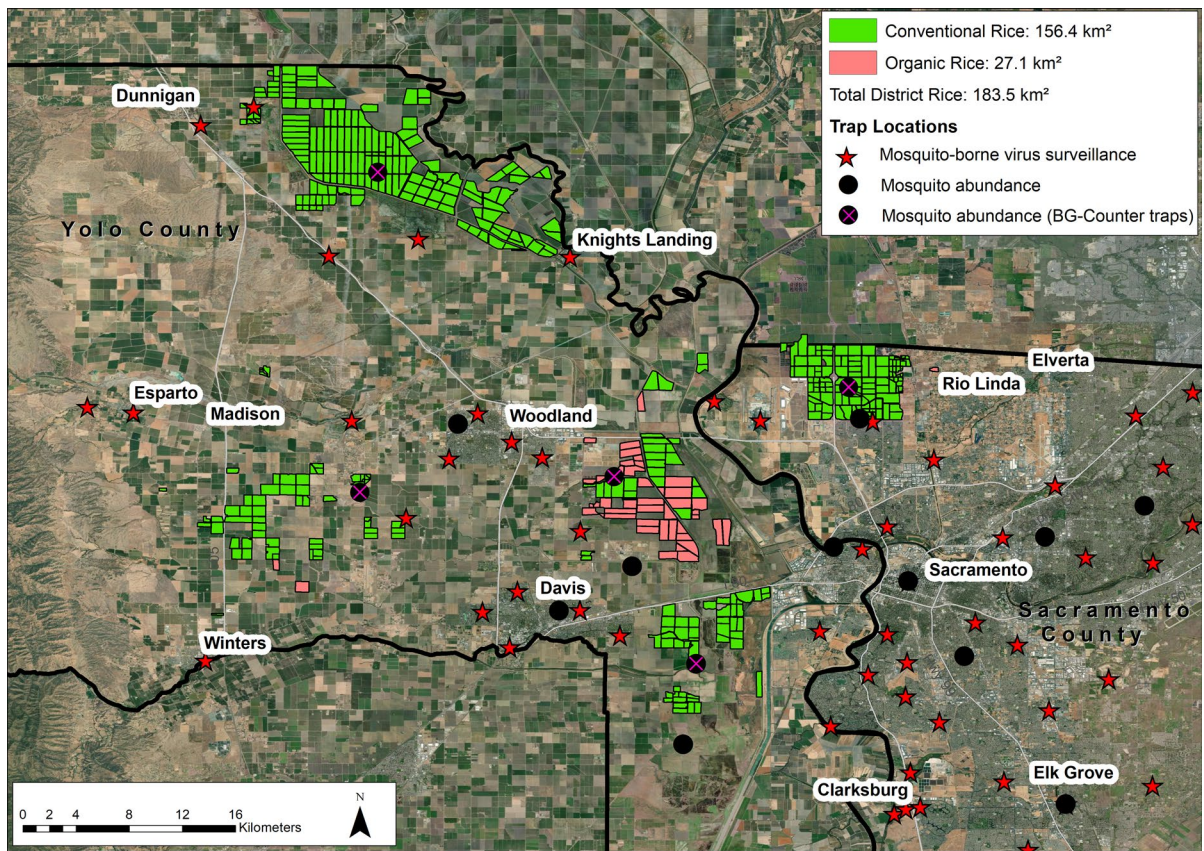 Conventional Rice: 156.4 km²
Organic Rice: 27.1 km²
Total District Rice: 183.5 km²
Trap Locations
Mosquito-borne virus surveillance
Mosquito abundance
Mosquito abundance (BG-Counter traps)
Dunnigan
Yolo County
Knights Landing
Elverta
Rio Linda
Esparto
Madison
Woodland
Davis
Sacramento
Sacramento
County
Winters
Clarksburg
Elk Grove
N
0 2 4 8 12 16
Kilometers